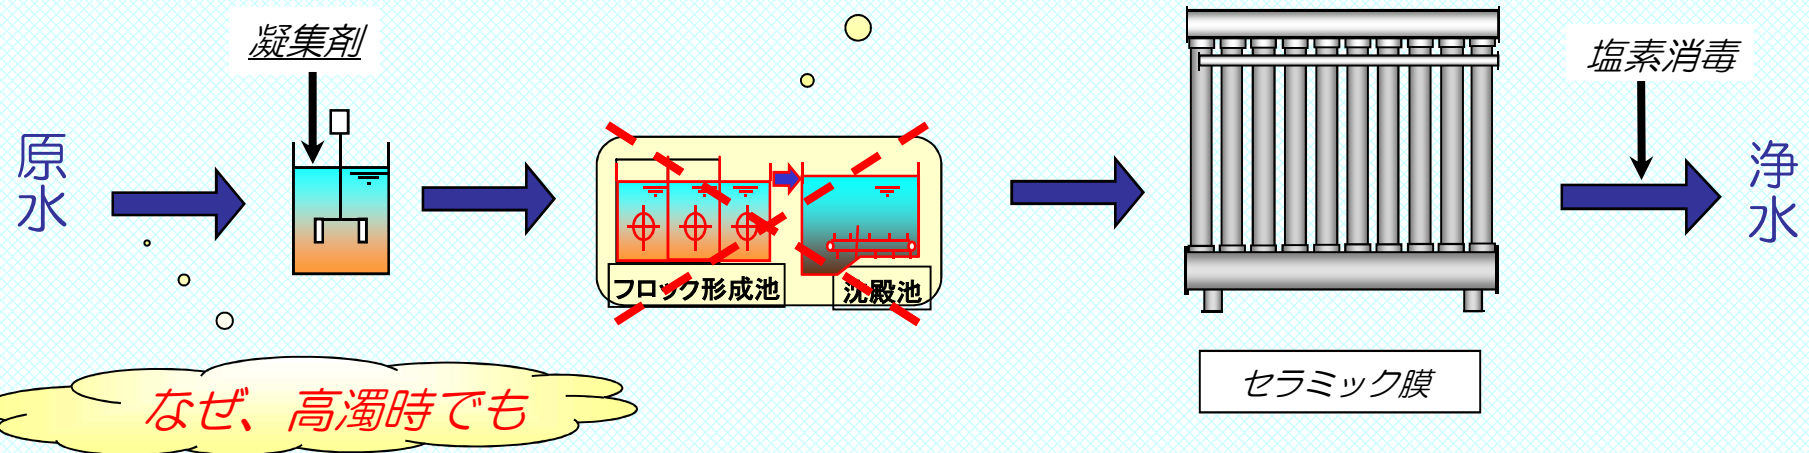 凝集剤
塩素消毒
原水
浄水
フロック形成池
沈殿池
セラミック膜
なぜ、高濁時でも